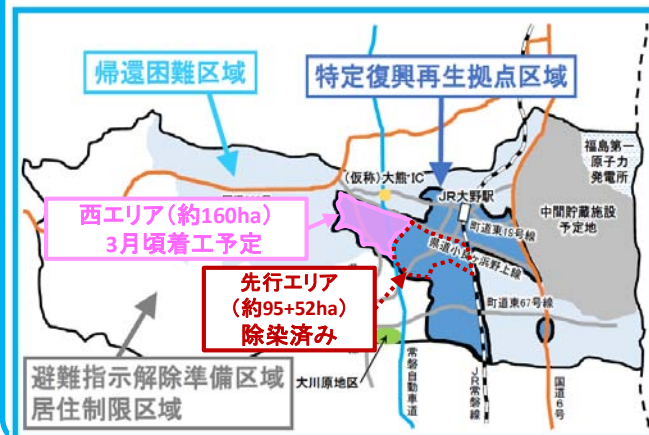 帰還困難区域
特定復興再生拠点区域
福島第一
原子力
発電所
(仮称)大熊・IC
JR大野駅
中間貯蔵施設
予定地
西エリア(約160ha)
3月頃着工予定
町道東19号線
県道小良ヶ浜野上線
先行エリア
(約95+52ha)
除染済み
町道東67号線
避難指示解除準備区域
居住制限区域
大川原地区
常磐自動車道
JR常磐線
国道6号